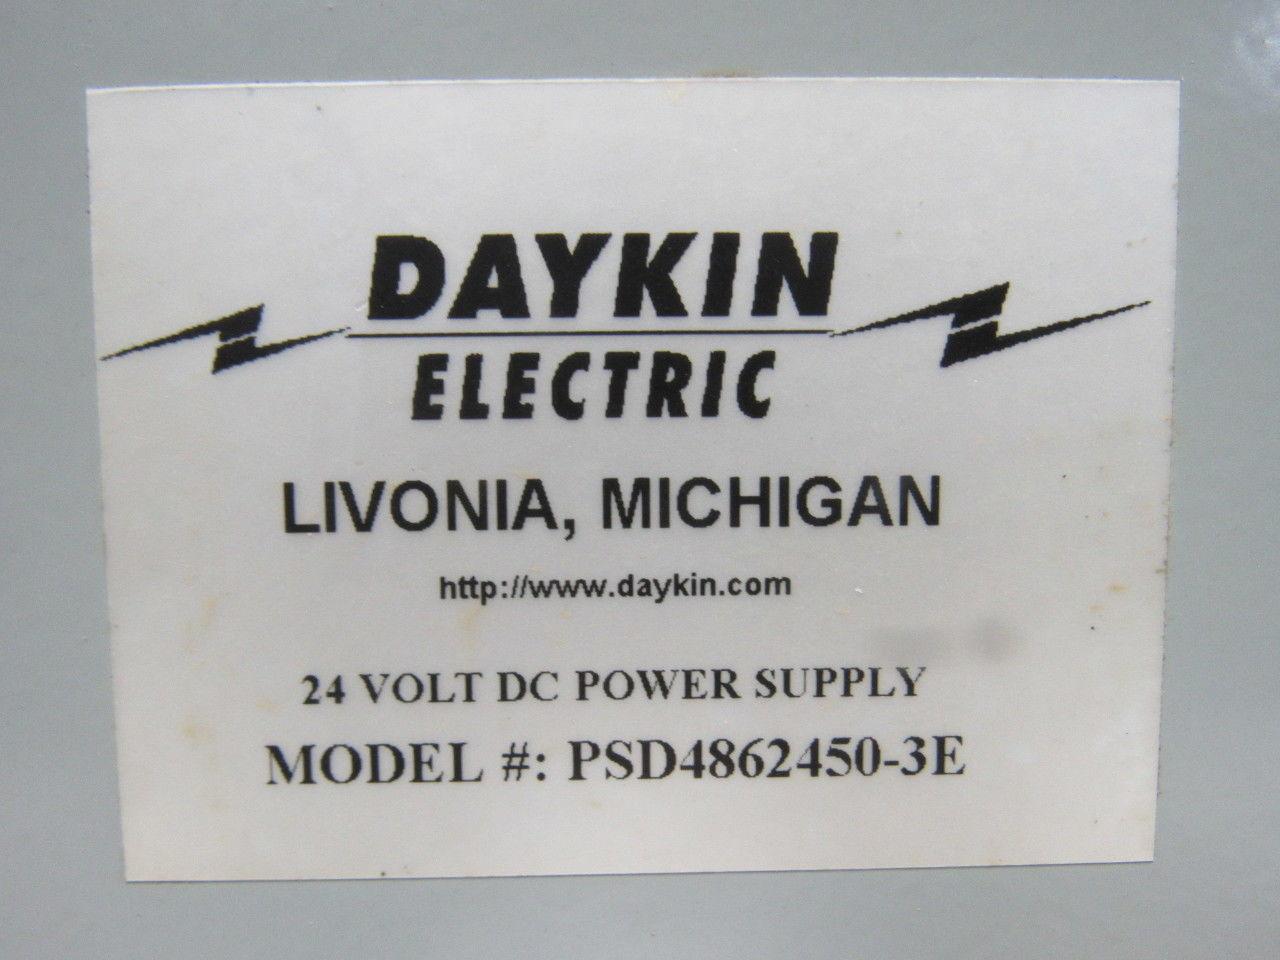 DAYKIN
ELECTRIC
LIVONIA, MICHIGAN
http://www.daykin.com
24 VOLT DC POWER SUPPLY
MODEL #: PSD4862450-3E